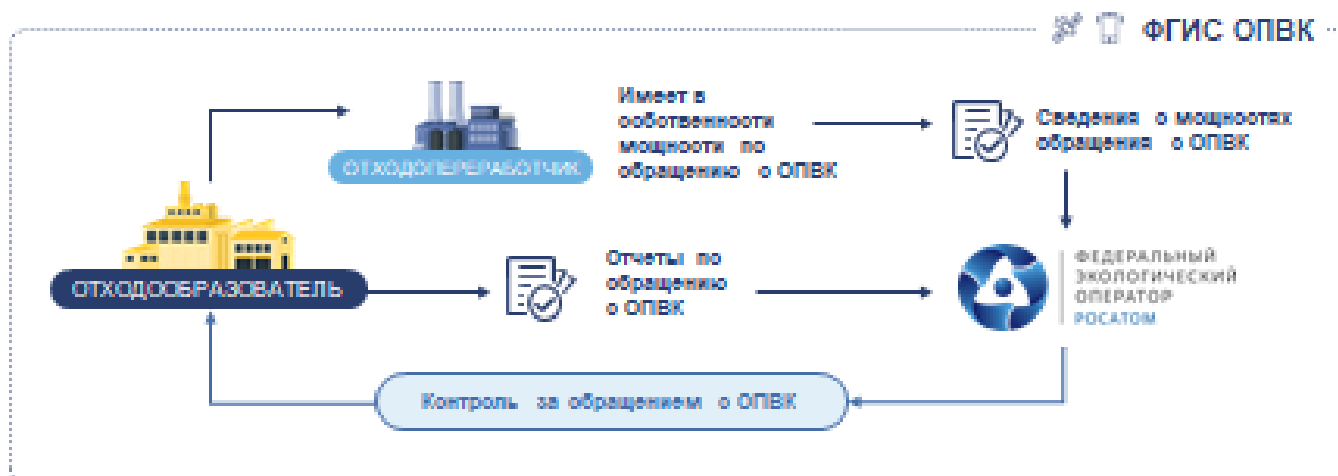 ФГИС ОПВК
Имеет в
собственности
мощности по
обращению с ОПВК
Сведения о мощностях
обращения с ОПВК
ОТХОДОПЕРЕРАБОТЧИК
Отчеты по
обращению
с ОПВК
ФЕДЕРАЛЬНЫЙ
ЭКОЛОГИЧЕСКИЙ
ОПЕРАТОР
РОСАТОМ
ОТХОДООБРАЗОВАТЕЛЬ
Контроль за обращением с ОПВК